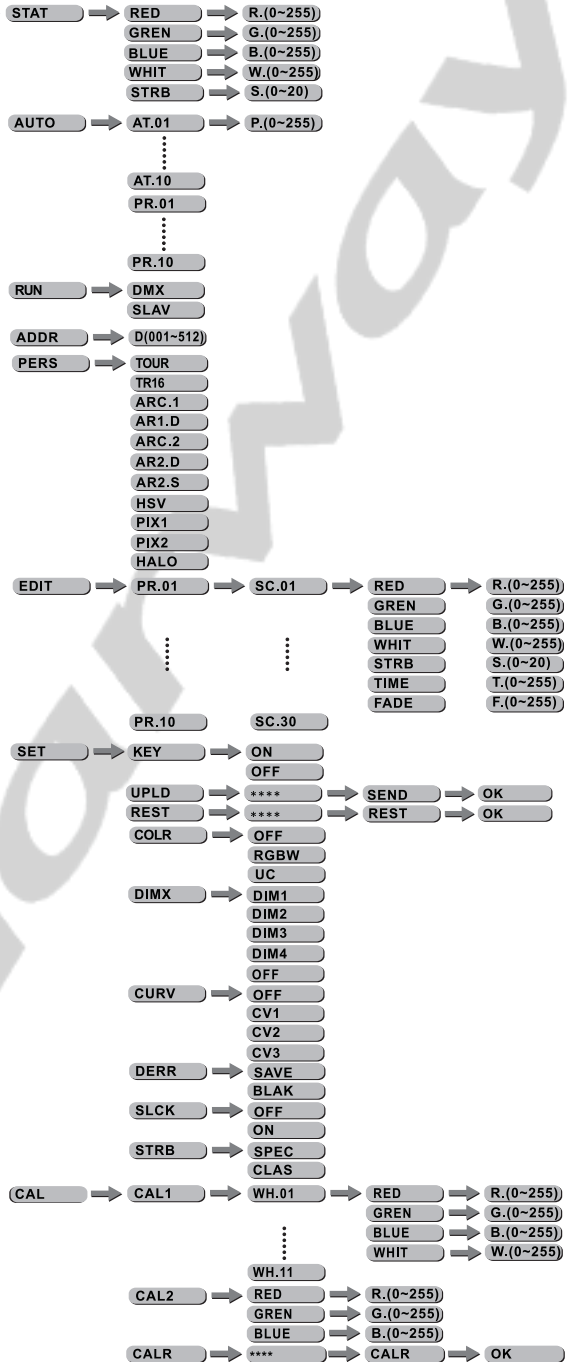 STAT RED R.(0~255)
GREN G.(0~255)
BLUE B.(0~255)
WHIT W.(0~255)
STRB S.(0~20)
AUTO AT.01 P.(0~255)
AT.10
PR.01
PR.10
RUN DMX
SLAV
ADDR D(001~512)
PERS TOUR
TR16
ARC.1
AR1.D
ARC.2
AR2.D
AR2.S
HSV
PIX1
PIX2
HALO
EDIT PR.01 SC.01 RED R.(0~255)
GREN G.(0~255)
BLUE B.(0~255)
WHIT W.(0~255)
STRB S.(0~20)
TIME T.(0~255)
FADE F.(0~255)
PR.10 SC.30
SET KEY ON
OFF
UPLD **** SEND OK
REST **** REST OK
COLR OFF
RGBW
UC
DIMX DIM1
DIM2
DIM3
DIM4
OFF
CURV OFF
CV1
CV2
CV3
DERR SAVE
BLAK
SLCK OFF
ON
STRB SPEC
CLAS
CAL CAL1 WH.01 RED R.(0~255)
GREN G.(0~255)
BLUE B.(0~255)
WHIT W.(0~255)
WH.11
CAL2 RED R.(0~255)
GREN G.(0~255)
BLUE B.(0~255)
CALR **** CALR OK